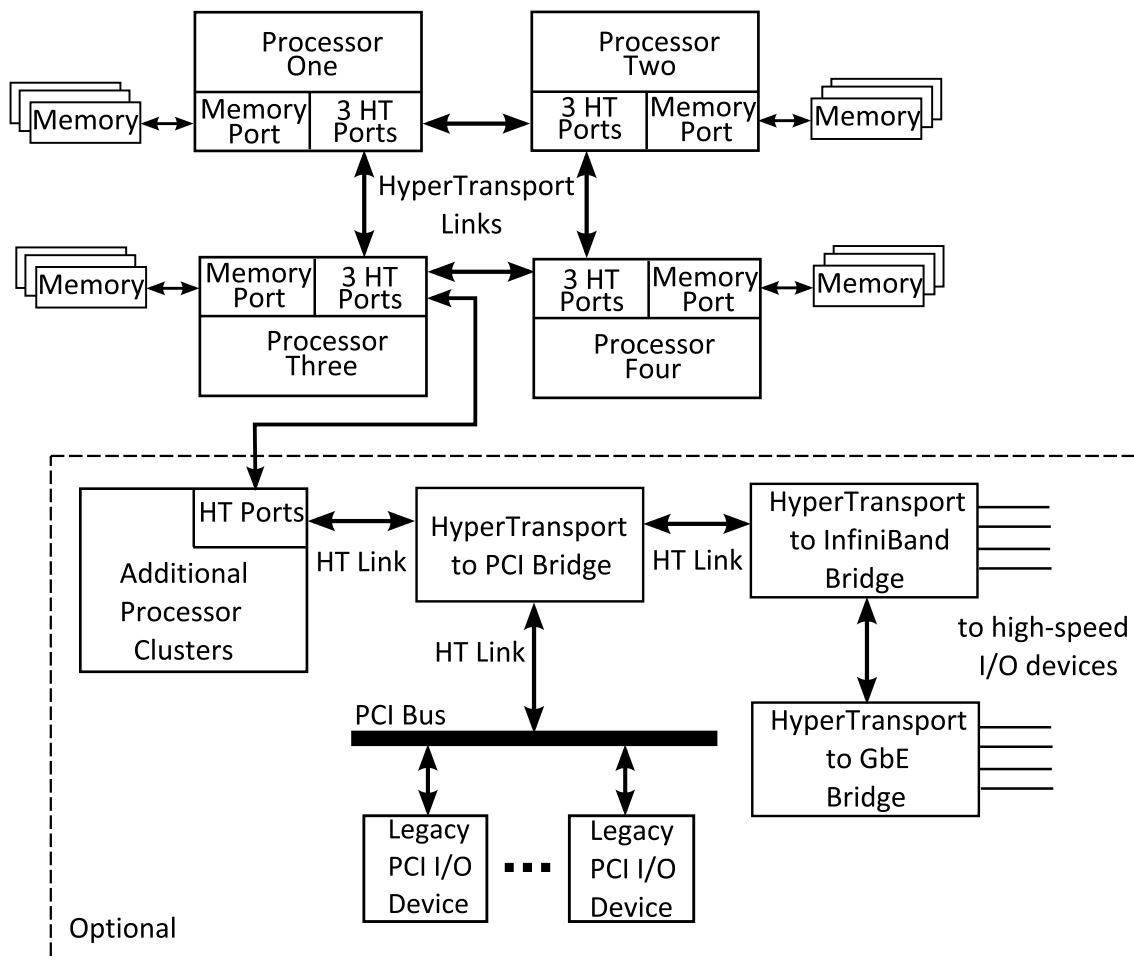 Processor
One
Memory
Port
3 HT
Ports
Memory
Processor
Two
3 HT
Ports
Memory
Port
Memory
HyperTransport
Links
Memory
Memory
Port
3 HT
Ports
Processor
Three
3 HT
Ports
Memory
Port
Processor
Four
Memory
HT Ports
Additional
Processor
Clusters
HT Link
HyperTransport
to PCI Bridge
HT Link
HyperTransport
to InfiniBand
Bridge
to high-speed
I/O devices
HT Link
PCI Bus
HyperTransport
to GbE
Bridge
Legacy
PCI I/O
Device
Legacy
PCI I/O
Device
Optional